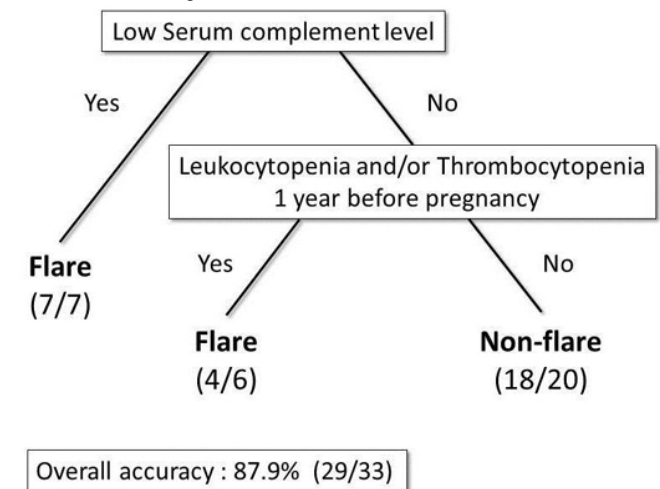 Low Serum complement level
Yes
No
Leukocytopenia and/or Thrombocytopenia
1 year before pregnancy
Flare
(7/7)
Yes
No
Flare
(4/6)
Non-flare
(18/20)
Overall accuracy : 87.9% (29/33)